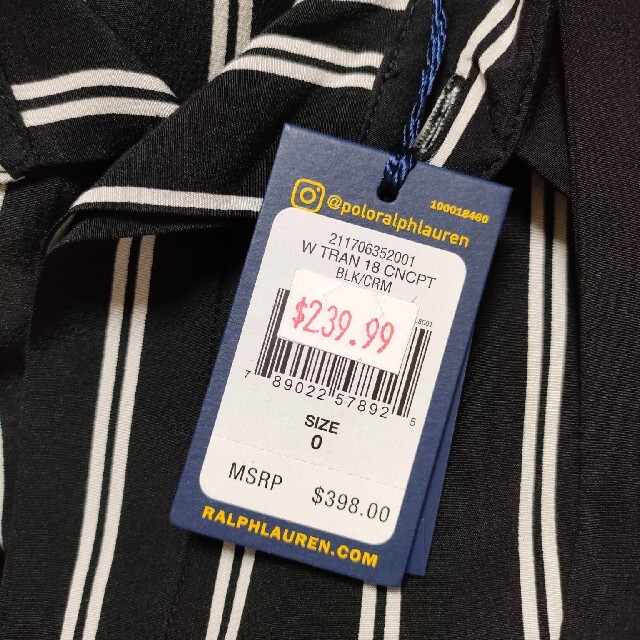 @poloralphlauren
100018460
211706352001
W TRAN 18 CNCPT
BLK/CRM
$239.99
7 89022 57892 5
SIZE
0
MSRP $398.00
RALPHLAUREN.COM